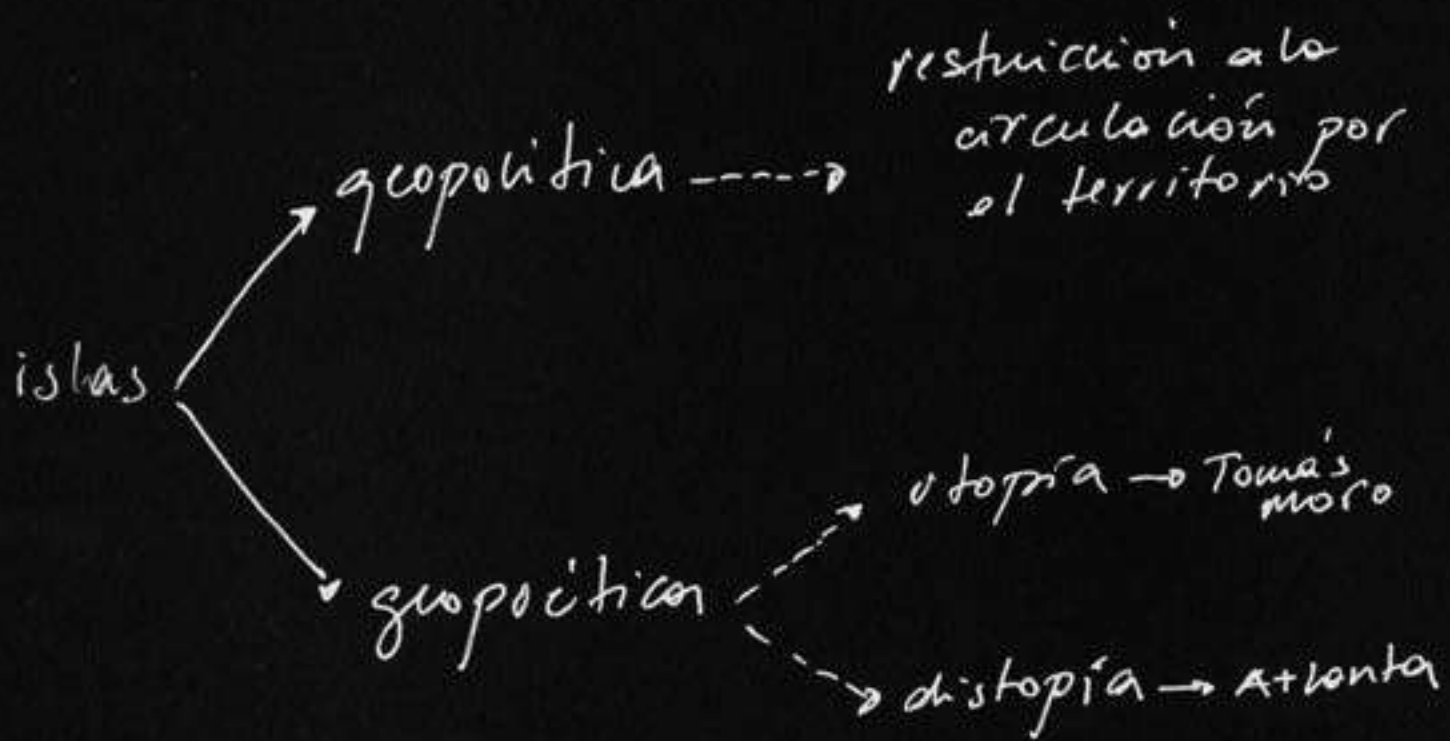 islas
geopolítica
restricción a la
circulación por
el territorio
geopoética
utopía → Tomás
Moro
distopía → Atlanta